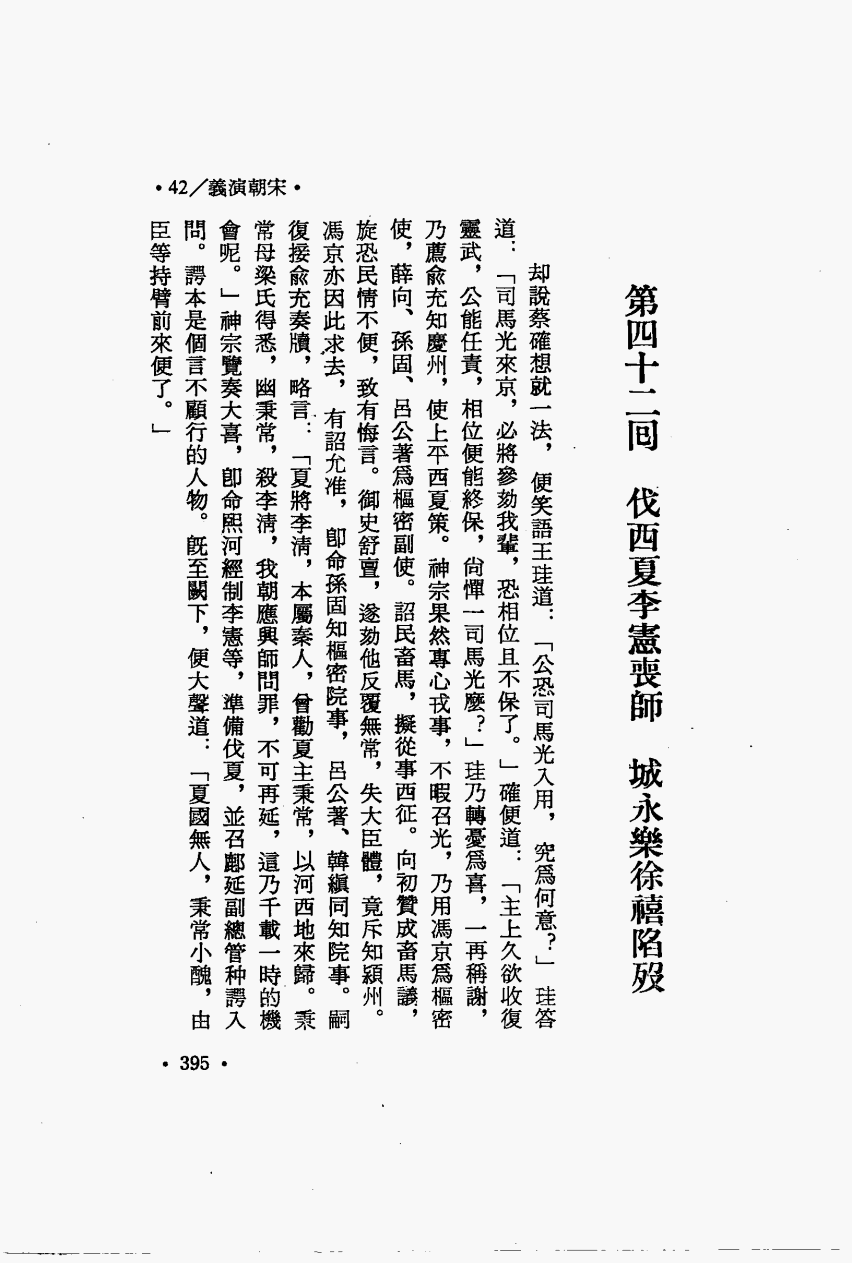 •42／義演朝宋•
第四十二回　伐西夏李憲喪師　城永樂徐禧陷歿
却說蔡確想就一法，便笑語王珪道：「公恐司馬光入用，究爲何意？」珪答
道：「司馬光來京，必將參劾我輩，恐相位且不保了。」確便道：「主上久欲收復
靈武，公能任責，相位便能終保，尙憚一司馬光麽？」珪乃轉憂爲喜，一再稱謝，
乃薦兪充知慶州，使上平西夏策。神宗果然專心戎事，不暇召光，乃用馮京爲樞密
使，薛向、孫固、呂公著爲樞密副使。詔民畜馬，擬從事西征。向初贊成畜馬議，
旋恐民情不便，致有悔言。御史舒亶，遂劾他反覆無常，失大臣體，竟斥知潁州。
馮京亦因此求去，有詔允准，卽命孫固知樞密院事，呂公著、韓縝同知院事。嗣
復接兪充奏牘，略言：「夏將李淸，本屬秦人，曾勸夏主秉常，以河西地來歸。秉
常母梁氏得悉，幽秉常，殺李淸，我朝應興師問罪，不可再延，這乃千載一時的機
會呢。」神宗覽奏大喜，卽命熙河經制李憲等，準備伐夏，並召鄜延副總管种諤入
問。諤本是個言不顧行的人物。旣至闕下，便大聲道：「夏國無人，秉常小醜，由
臣等持臂前來便了。」
•395•